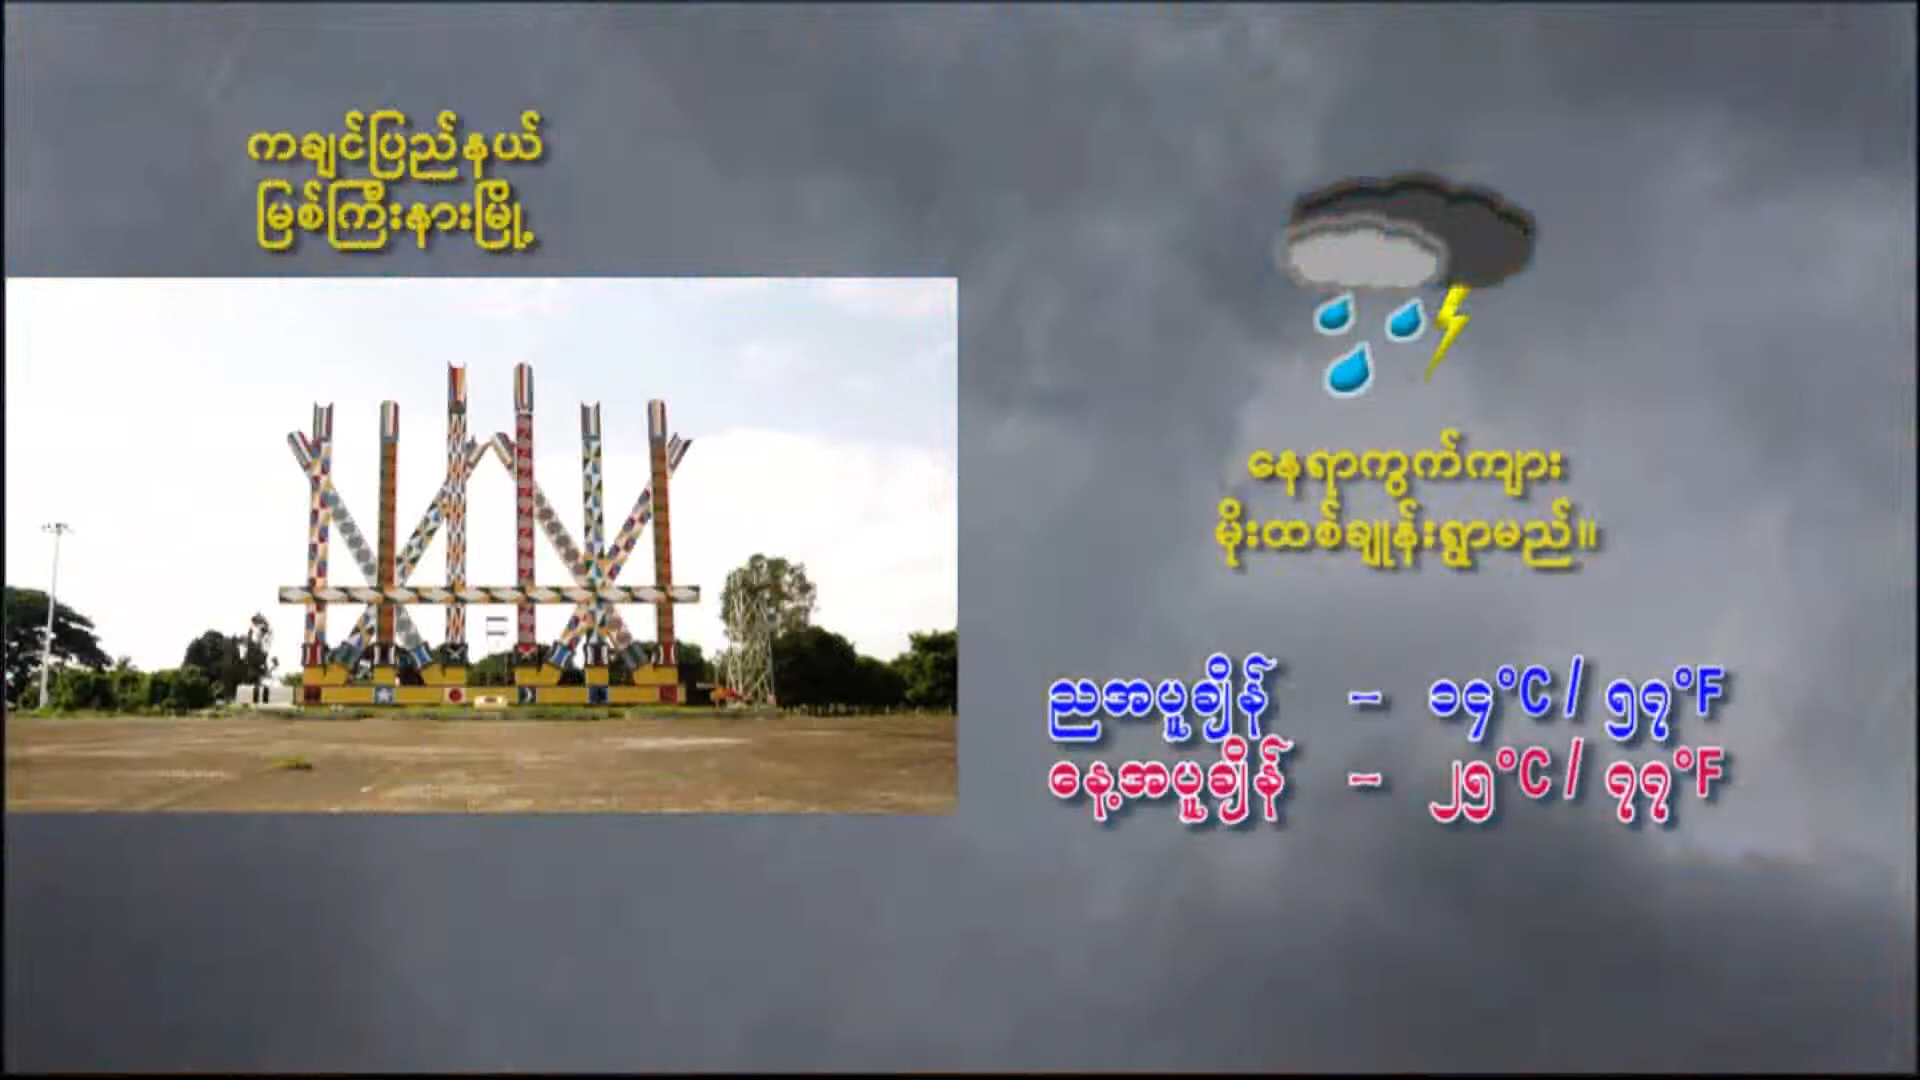 ကချင်ပြည်နယ်
မြစ်ကြီးနားမြို့
နေရာကွက်ကျား
မိုးထစ်ချုန်းရွာမည်။
ညအပူချိန် - ၁၄°C / ၅၇°F
နေ့အပူချိန် - ၂၅°C / ၇၇°F